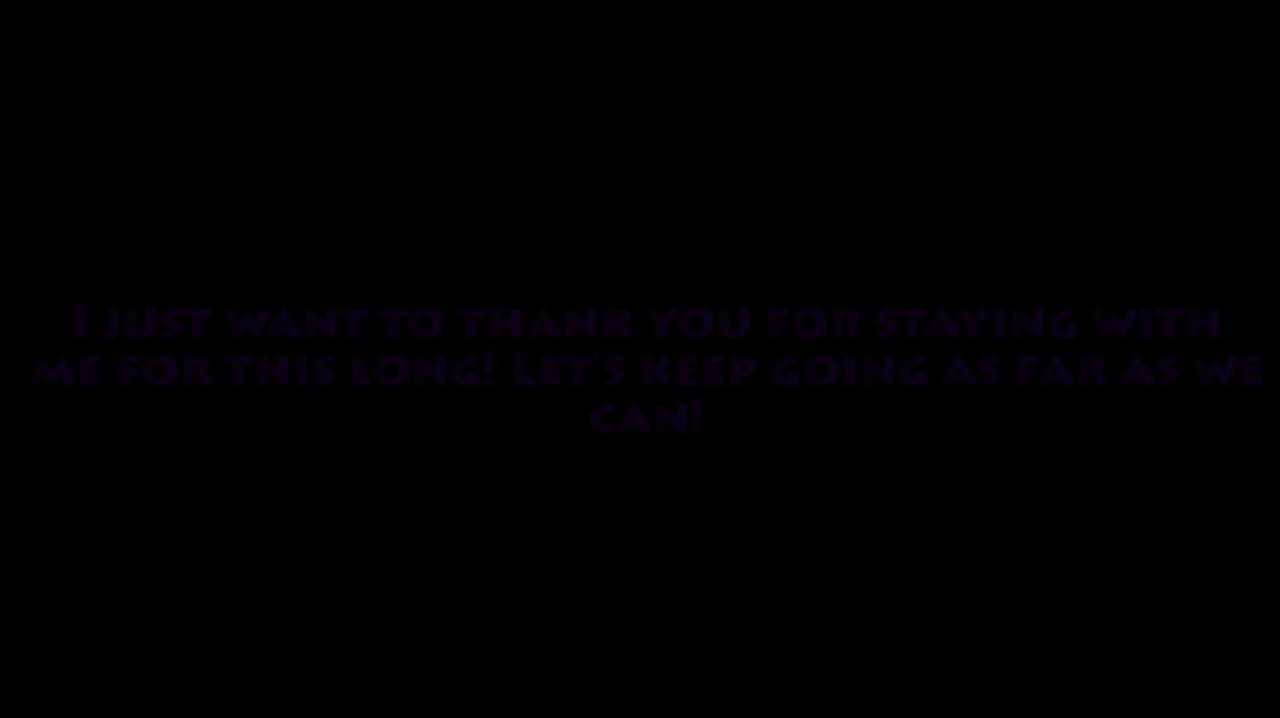 I just want to thank you for staying with
me for this long! Let's keep going as far as we
can!